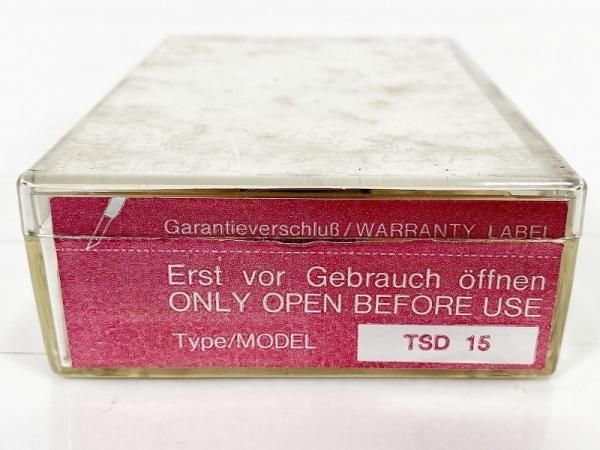 Garantieverschluß/WARRANTY LABEL
Erst vor Gebrauch öffnen
ONLY OPEN BEFORE USE
Type/MODEL TSD 15